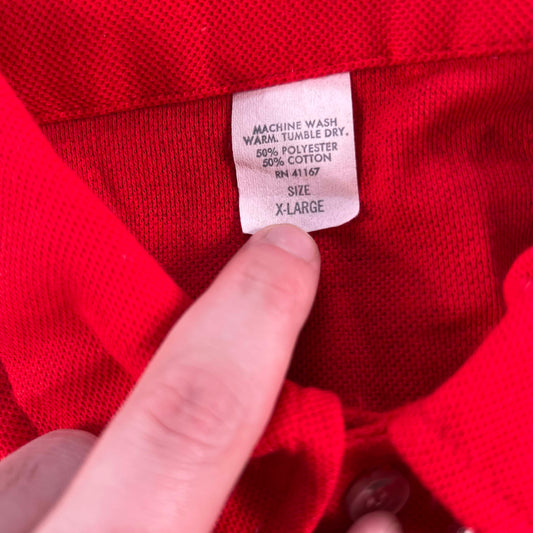 MACHINE WASH
WARM. TUMBLE DRY.
50% POLYESTER
50% COTTON
RN 41167
SIZE
X-LARGE